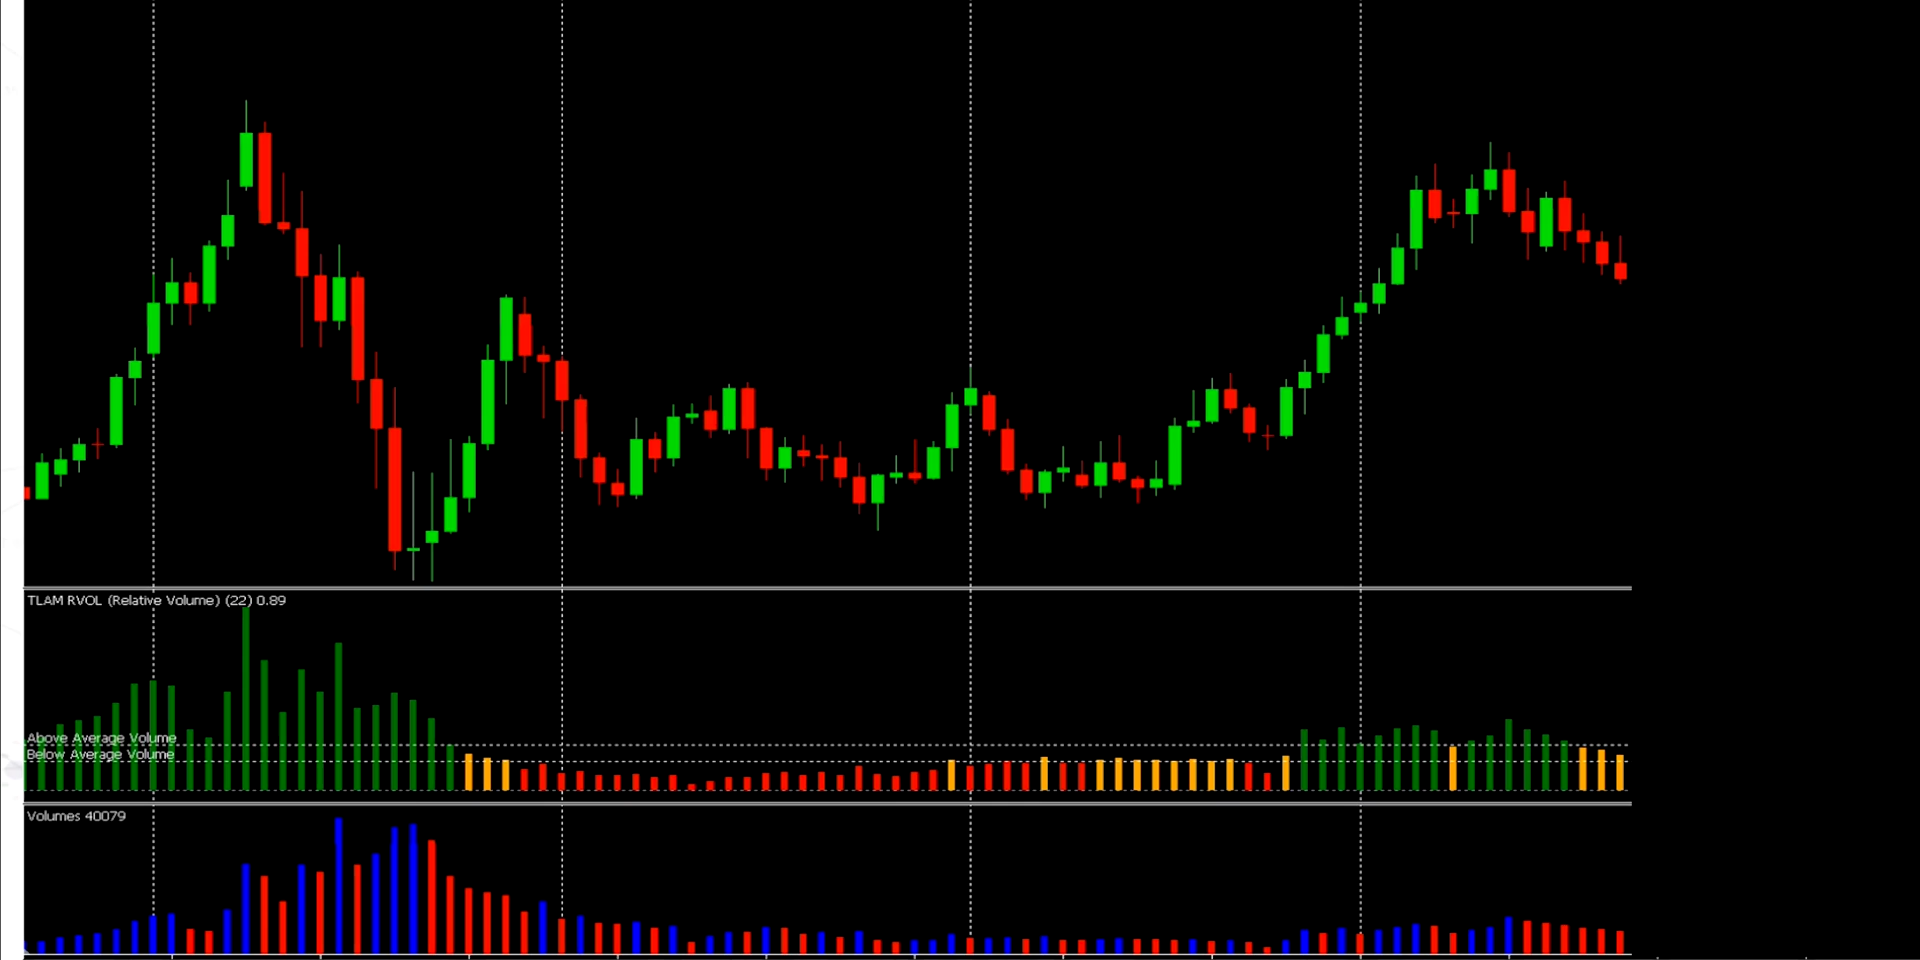 TLAM RVOL (Relative Volume) (22) 0.89
Above Average Volume
Below Average Volume
Volumes 40079